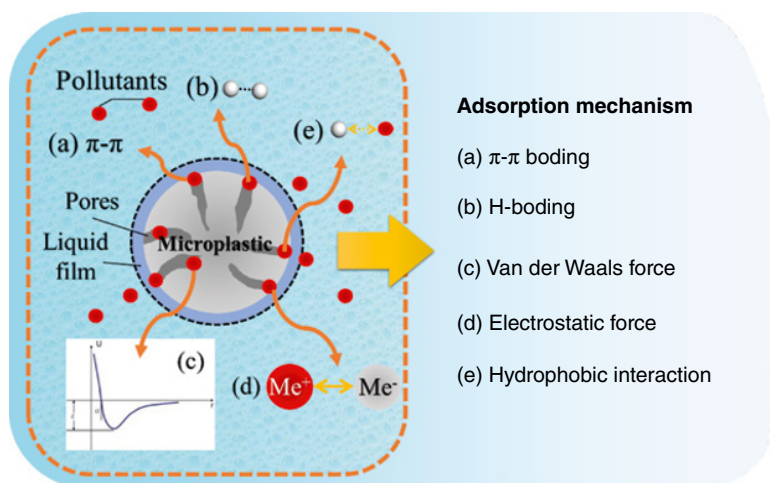 Pollutants
(b)
(e)
(a) π-π
Pores
Microplastic
Liquid
film
(c)
U
r
(d) Me⁺ Me⁻
Adsorption mechanism
(a) π-π boding
(b) H-boding
(c) Van der Waals force
(d) Electrostatic force
(e) Hydrophobic interaction